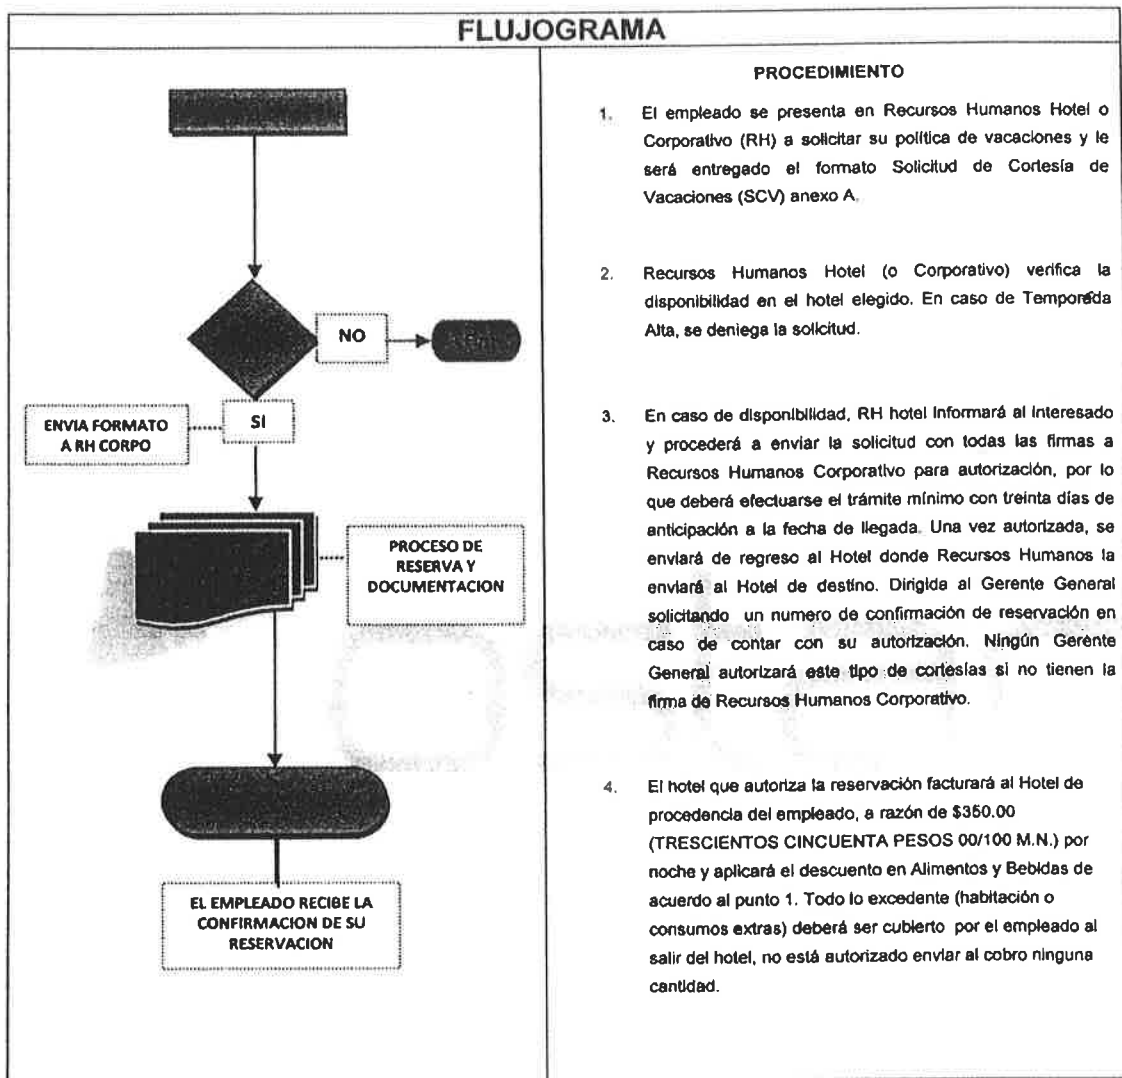 FLUJOGRAMA
NO
SI
ENVIA FORMATO
A RH CORPO
PROCESO DE
RESERVA Y
DOCUMENTACION
EL EMPLEADO RECIBE LA
CONFIRMACION DE SU
RESERVACION
PROCEDIMIENTO
1. El empleado se presenta en Recursos Humanos Hotel o
Corporativo (RH) a solicitar su política de vacaciones y le
será entregado el formato Solicitud de Cortesía de
Vacaciones (SCV) anexo A.
2. Recursos Humanos Hotel (o Corporativo) verifica la
disponibilidad en el hotel elegido. En caso de Temporada
Alta, se deniega la solicitud.
3. En caso de disponibilidad, RH hotel informará al interesado
y procederá a enviar la solicitud con todas las firmas a
Recursos Humanos Corporativo para autorización, por lo
que deberá efectuarse el trámite mínimo con treinta días de
anticipación a la fecha de llegada. Una vez autorizada, se
enviará de regreso al Hotel donde Recursos Humanos la
enviará al Hotel de destino. Dirigida al Gerente General
solicitando un numero de confirmación de reservación en
caso de contar con su autorización. Ningún Gerente
General autorizará este tipo de cortesías si no tienen la
firma de Recursos Humanos Corporativo.
4. El hotel que autoriza la reservación facturará al Hotel de
procedencia del empleado, a razón de $350.00
(TRESCIENTOS CINCUENTA PESOS 00/100 M.N.) por
noche y aplicará el descuento en Alimentos y Bebidas de
acuerdo al punto 1. Todo lo excedente (habitación o
consumos extras) deberá ser cubierto por el empleado al
salir del hotel, no está autorizado enviar al cobro ninguna
cantidad.